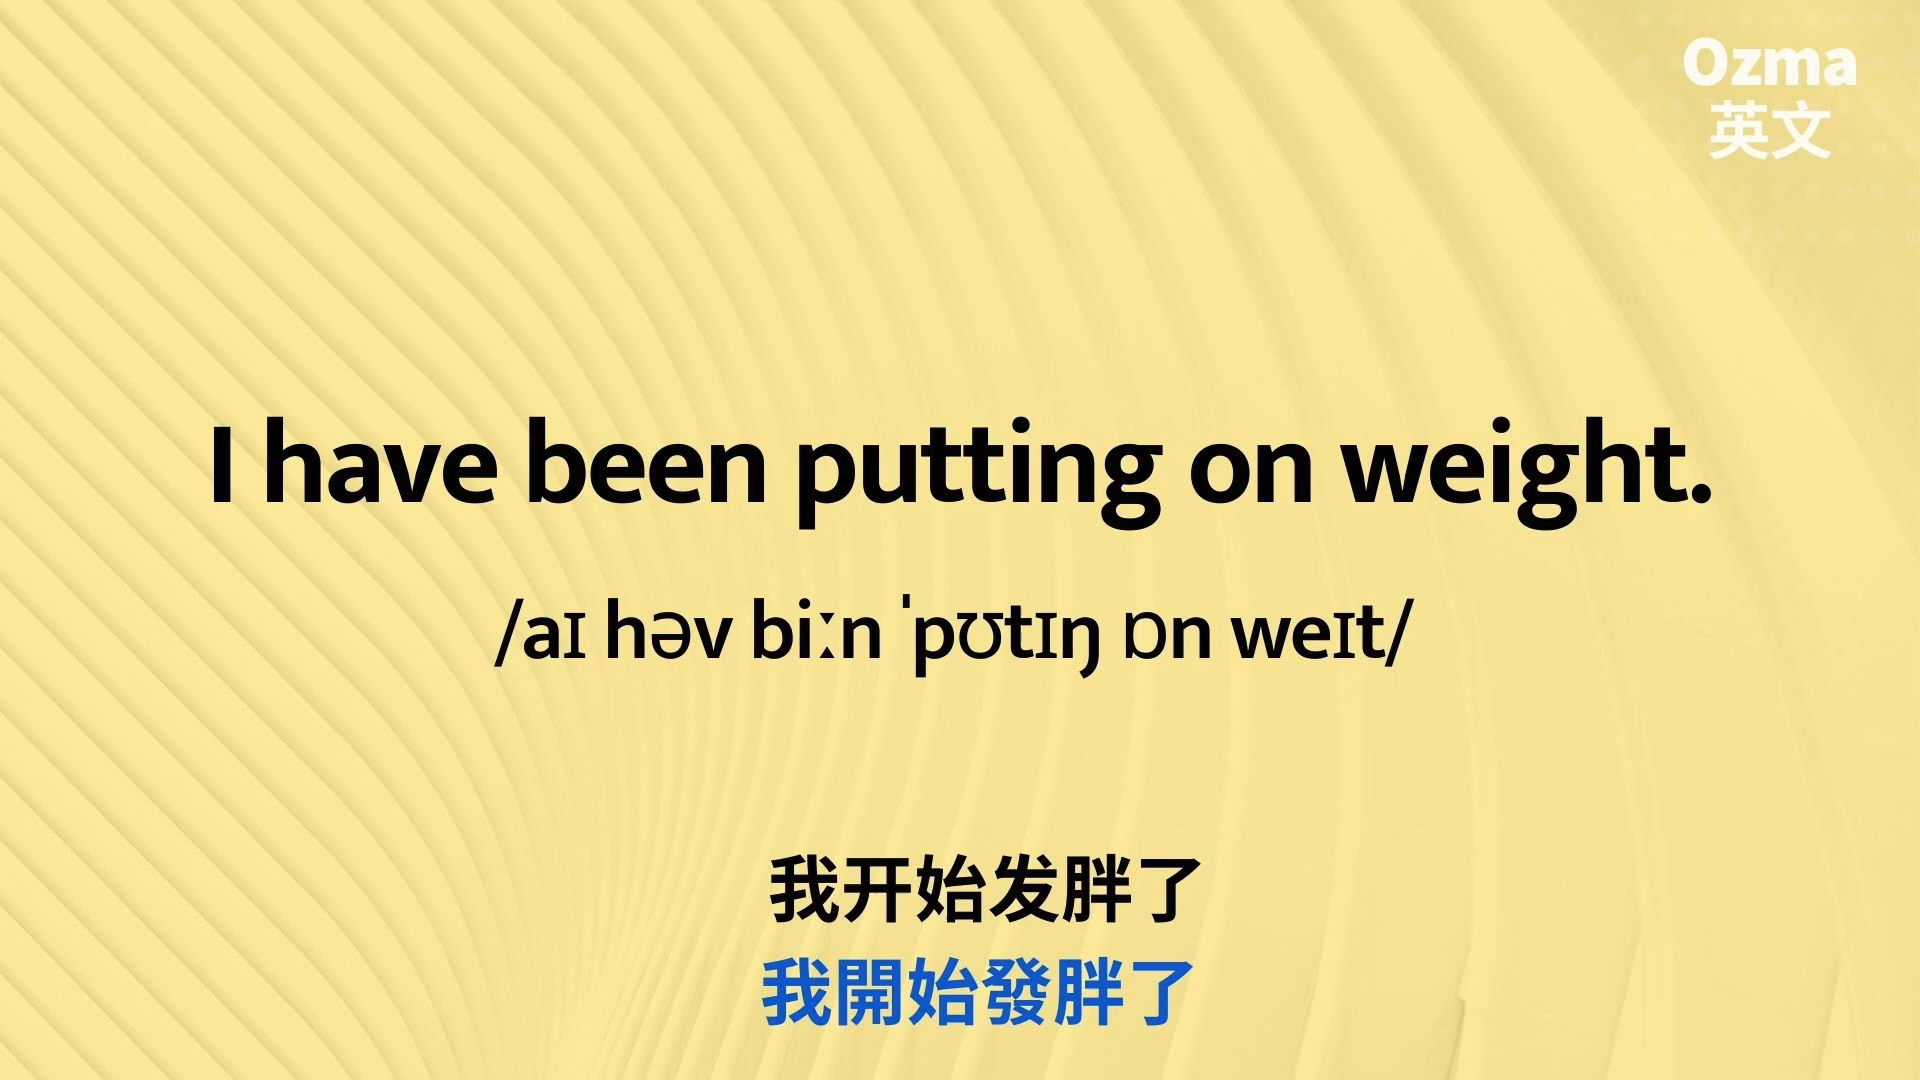 Ozma
英文
I have been putting on weight.
/aɪ həv biːn ˈpʊtɪŋ ɒn weɪt/
我开始发胖了
我開始發胖了